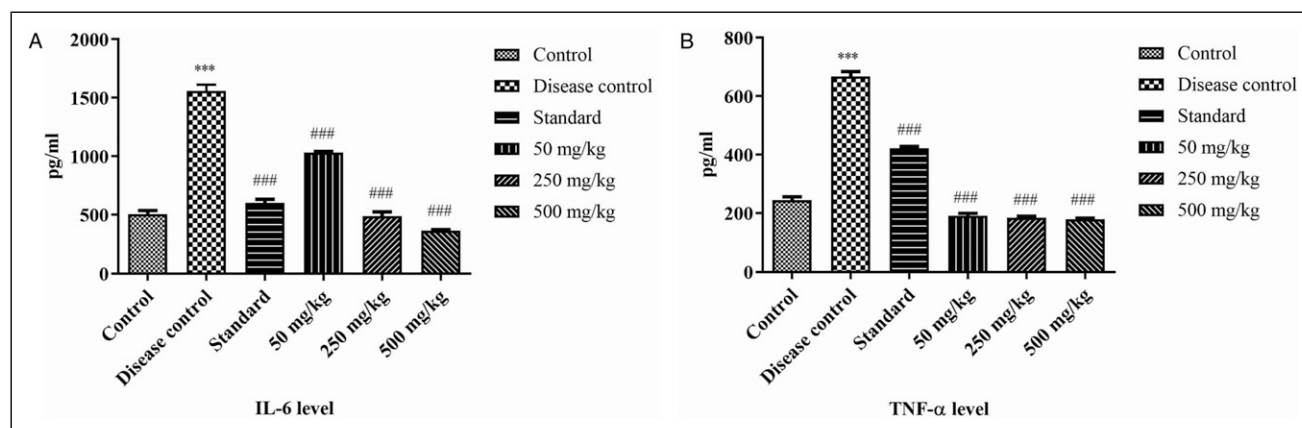 A
2000
1500
1000
500
0
pg/ml
***
###
###
###
###
Control
Disease control
Standard
50 mg/kg
250 mg/kg
500 mg/kg
IL-6 level
Control
Disease control
Standard
50 mg/kg
250 mg/kg
500 mg/kg
B
800
600
400
200
0
pg/ml
***
###
###
###
###
Control
Disease control
Standard
50 mg/kg
250 mg/kg
500 mg/kg
TNF-α level
Control
Disease control
Standard
50 mg/kg
250 mg/kg
500 mg/kg